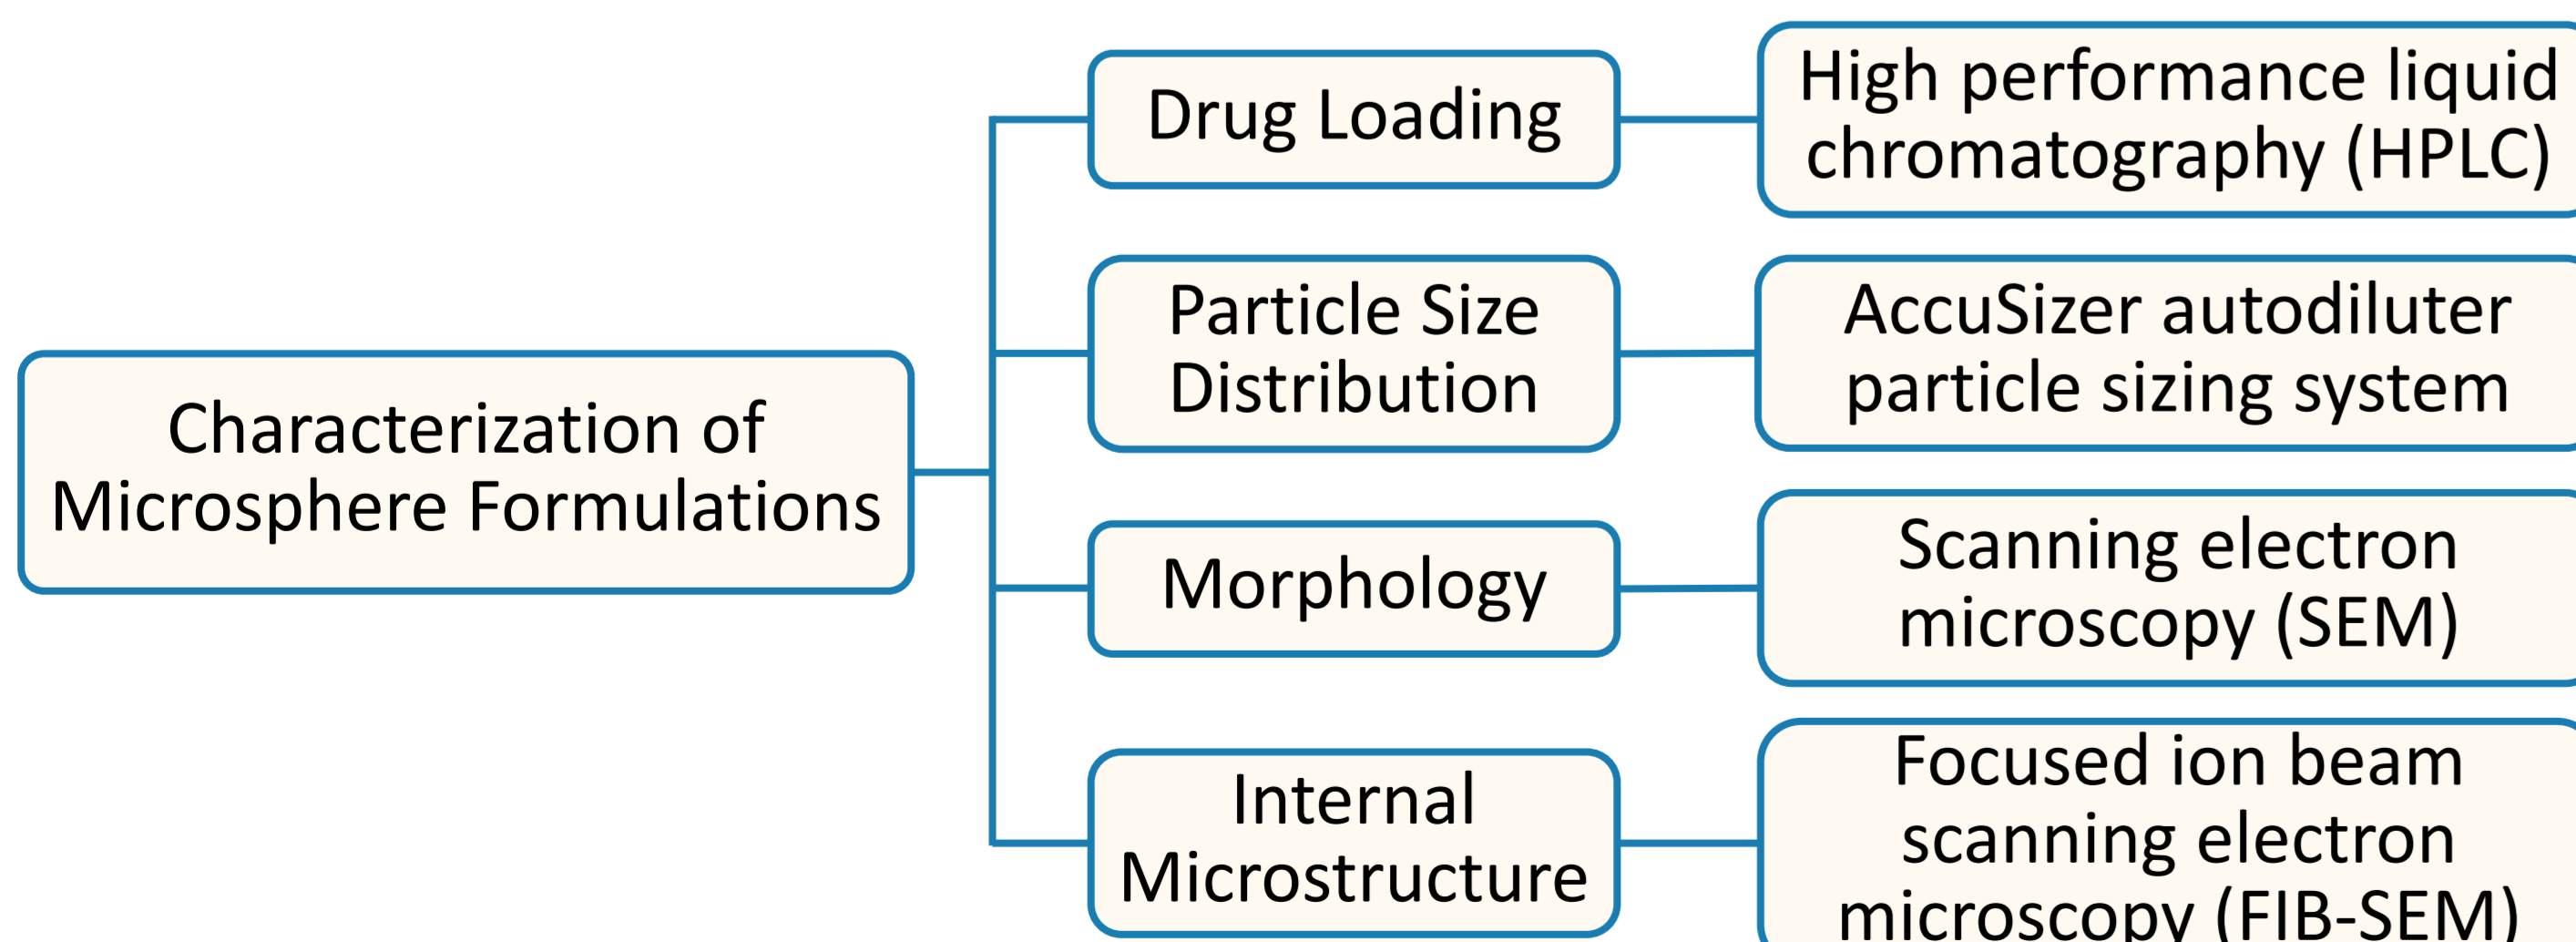 Characterization of
Microsphere Formulations
Drug Loading
High performance liquid
chromatography (HPLC)
Particle Size
Distribution
AccuSizer autodiluter
particle sizing system
Morphology
Scanning electron
microscopy (SEM)
Internal
Microstructure
Focused ion beam
scanning electron
microscopy (FIB-SEM)